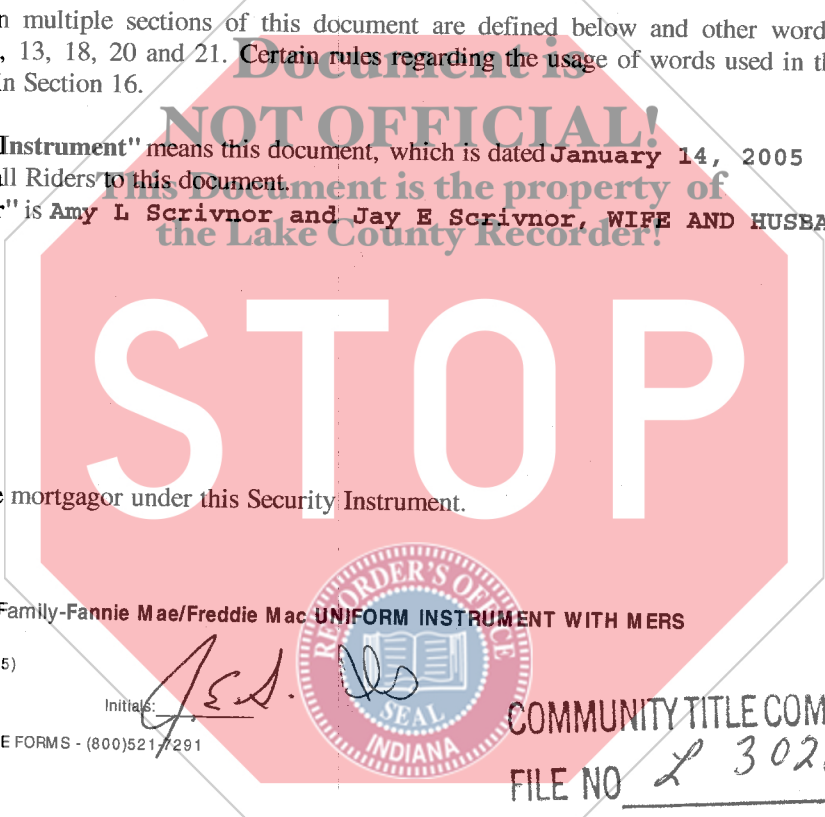 n multiple sections of this document are defined below and other word
, 13, 18, 20 and 21. Certain rules regarding the usage of words used in th
in Section 16.
Document is
NOT OFFICIAL!
Instrument" means this document, which is dated January 14, 2005
all Riders to this document.
This Document is the property of
r" is Amy L Scrivnor and Jay E Scrivnor, WIFE AND HUSBA
the Lake County Recorder!
STOP
e mortgagor under this Security Instrument.
RECORDER'S OFFICE
Family-Fannie Mae/Freddie Mac UNIFORM INSTRUMENT WITH MERS
5)
Initials: J.E.S.
SEAL
INDIANA
E FORMS - (800)521-7291
COMMUNITY TITLE COM
FILE NO L 302